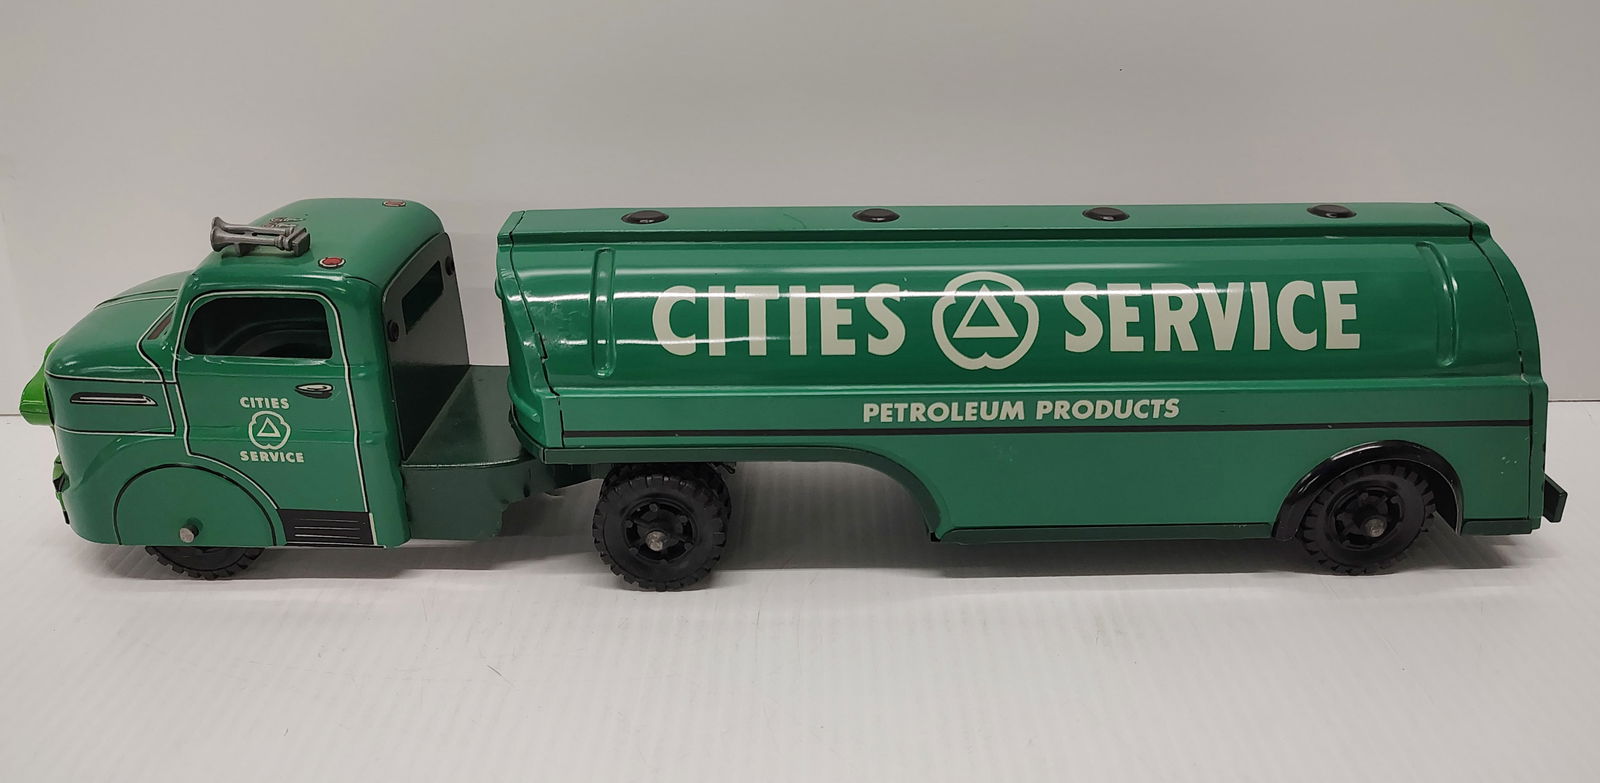 CITIES SERVICE
PETROLEUM PRODUCTS
CITIES
SERVICE